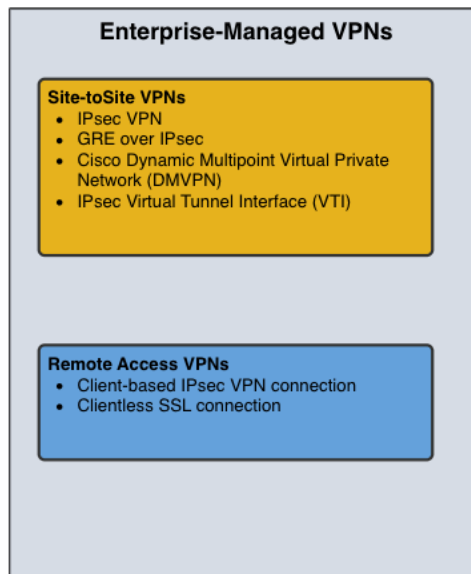 Enterprise-Managed VPNs
Site-toSite VPNs
• IPsec VPN
• GRE over IPsec
• Cisco Dynamic Multipoint Virtual Private
Network (DMVPN)
• IPsec Virtual Tunnel Interface (VTI)
Remote Access VPNs
• Client-based IPsec VPN connection
• Clientless SSL connection